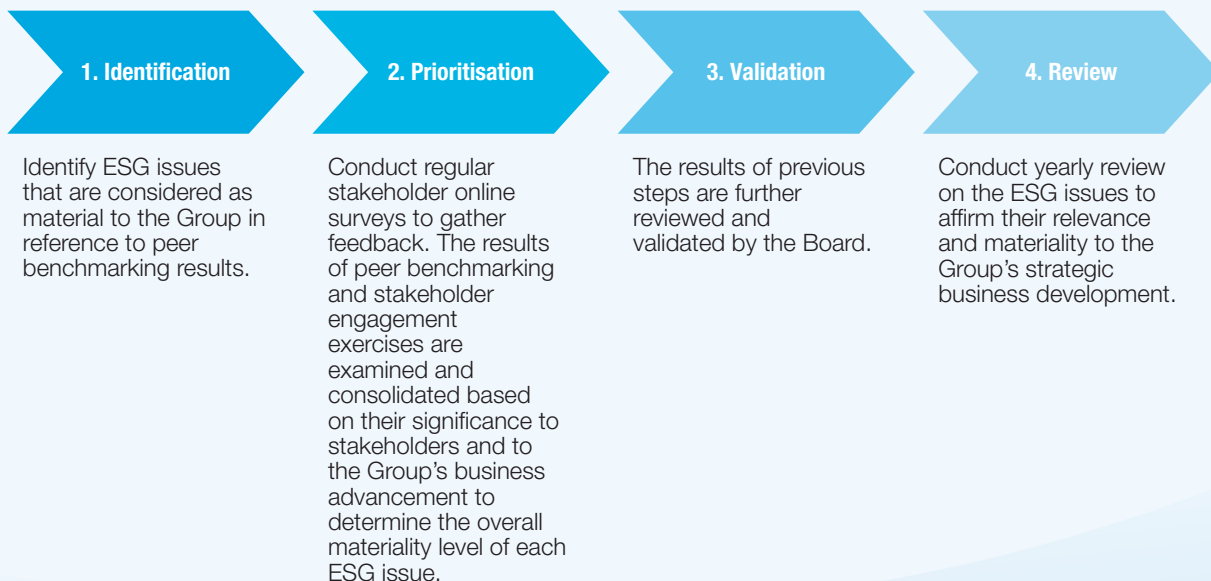 1. Identification
Identify ESG issues
that are considered as
material to the Group in
reference to peer
benchmarking results.
2. Prioritisation
Conduct regular
stakeholder online
surveys to gather
feedback. The results
of peer benchmarking
and stakeholder
engagement
exercises are
examined and
consolidated based
on their significance to
stakeholders and to
the Group’s business
advancement to
determine the overall
materiality level of each
ESG issue.
3. Validation
The results of previous
steps are further
reviewed and
validated by the Board.
4. Review
Conduct yearly review
on the ESG issues to
affirm their relevance
and materiality to the
Group’s strategic
business development.